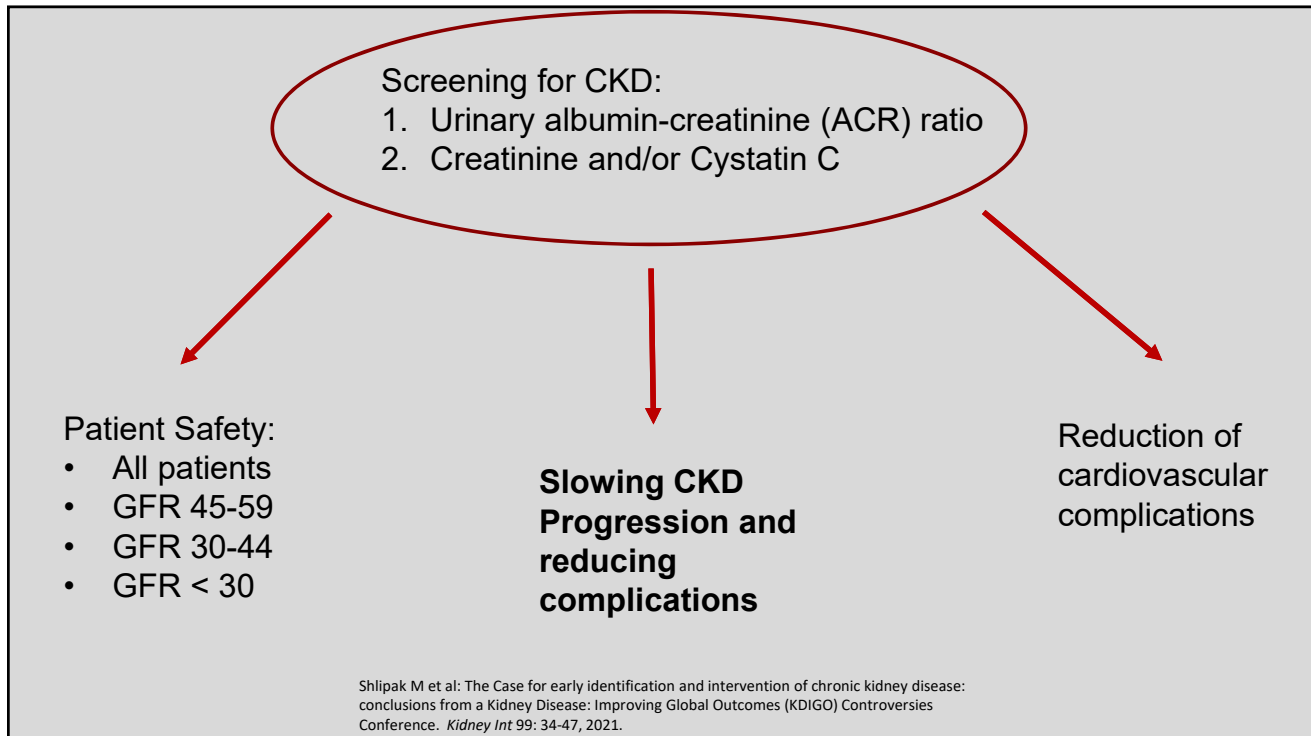 Screening for CKD:
1. Urinary albumin-creatinine (ACR) ratio
2. Creatinine and/or Cystatin C
Patient Safety:
• All patients
• GFR 45-59
• GFR 30-44
• GFR < 30
Slowing CKD
Progression and
reducing
complications
Reduction of
cardiovascular
complications
Shlipak M et al: The Case for early identification and intervention of chronic kidney disease:
conclusions from a Kidney Disease: Improving Global Outcomes (KDIGO) Controversies
Conference. Kidney Int 99: 34-47, 2021.